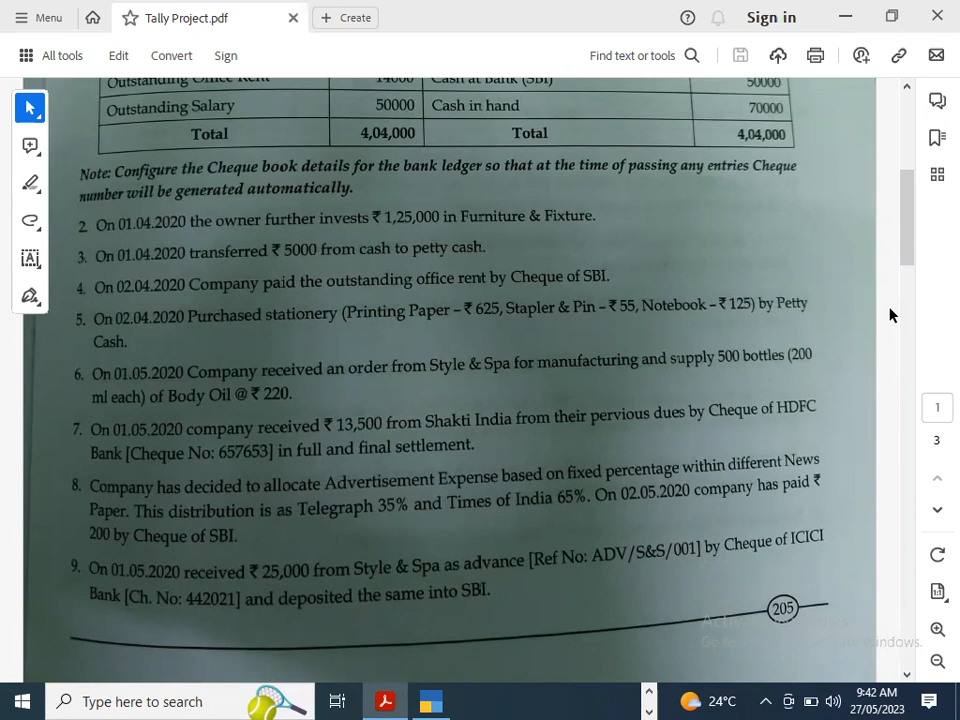 Menu
Tally Project.pdf
Create
Sign in
All tools Edit Convert Sign
Find text or tools
Outstanding Office Rent 14000 Cash at Bank (SBI) 50000
Outstanding Salary 50000 Cash in hand 70000
Total 4,04,000 Total 4,04,000
Note: Configure the Cheque book details for the bank ledger so that at the time of passing any entries Cheque
number will be generated automatically.
2. On 01.04.2020 the owner further invests ₹ 1,25,000 in Furniture & Fixture.
3. On 01.04.2020 transferred ₹ 5000 from cash to petty cash.
4. On 02.04.2020 Company paid the outstanding office rent by Cheque of SBI.
5. On 02.04.2020 Purchased stationery (Printing Paper – ₹ 625, Stapler & Pin – ₹ 55, Notebook – ₹ 125) by Petty
Cash.
6. On 01.05.2020 Company received an order from Style & Spa for manufacturing and supply 500 bottles (200
ml each) of Body Oil @ ₹ 220.
7. On 01.05.2020 company received ₹ 13,500 from Shakti India from their pervious dues by Cheque of HDFC
Bank [Cheque No: 657653] in full and final settlement.
8. Company has decided to allocate Advertisement Expense based on fixed percentage within different News
Paper. This distribution is as Telegraph 35% and Times of India 65%. On 02.05.2020 company has paid ₹
200 by Cheque of SBI.
9. On 01.05.2020 received ₹ 25,000 from Style & Spa as advance [Ref No: ADV/S&S/001] by Cheque of ICICI
Bank [Ch. No: 442021] and deposited the same into SBI.
205
1
3
Type here to search
24°C
9:42 AM
27/05/2023